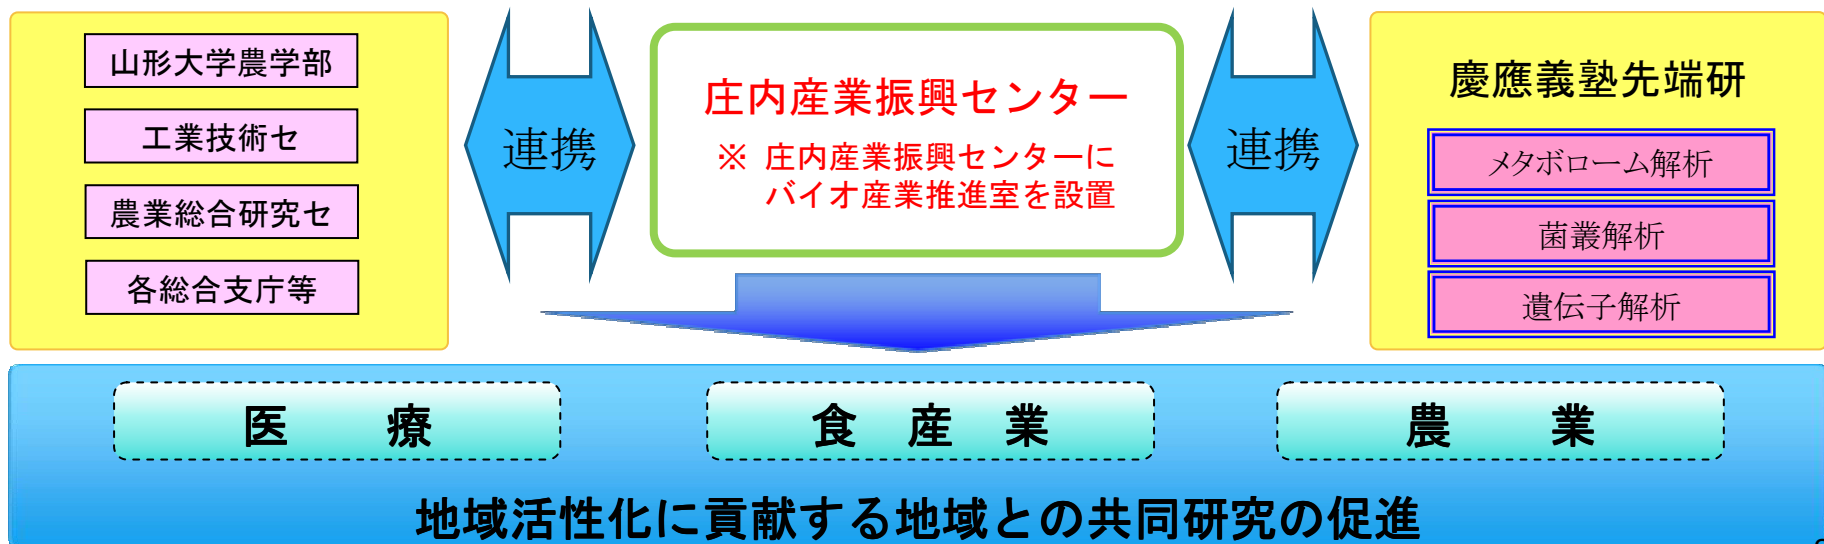 山形大学農学部
工業技術セ
農業総合研究セ
各総合支庁等
連携
庄内産業振興センター
※ 庄内産業振興センターに
バイオ産業推進室を設置
連携
慶應義塾先端研
メタボローム解析
菌叢解析
遺伝子解析
医 療
食 産 業
農 業
地域活性化に貢献する地域との共同研究の促進